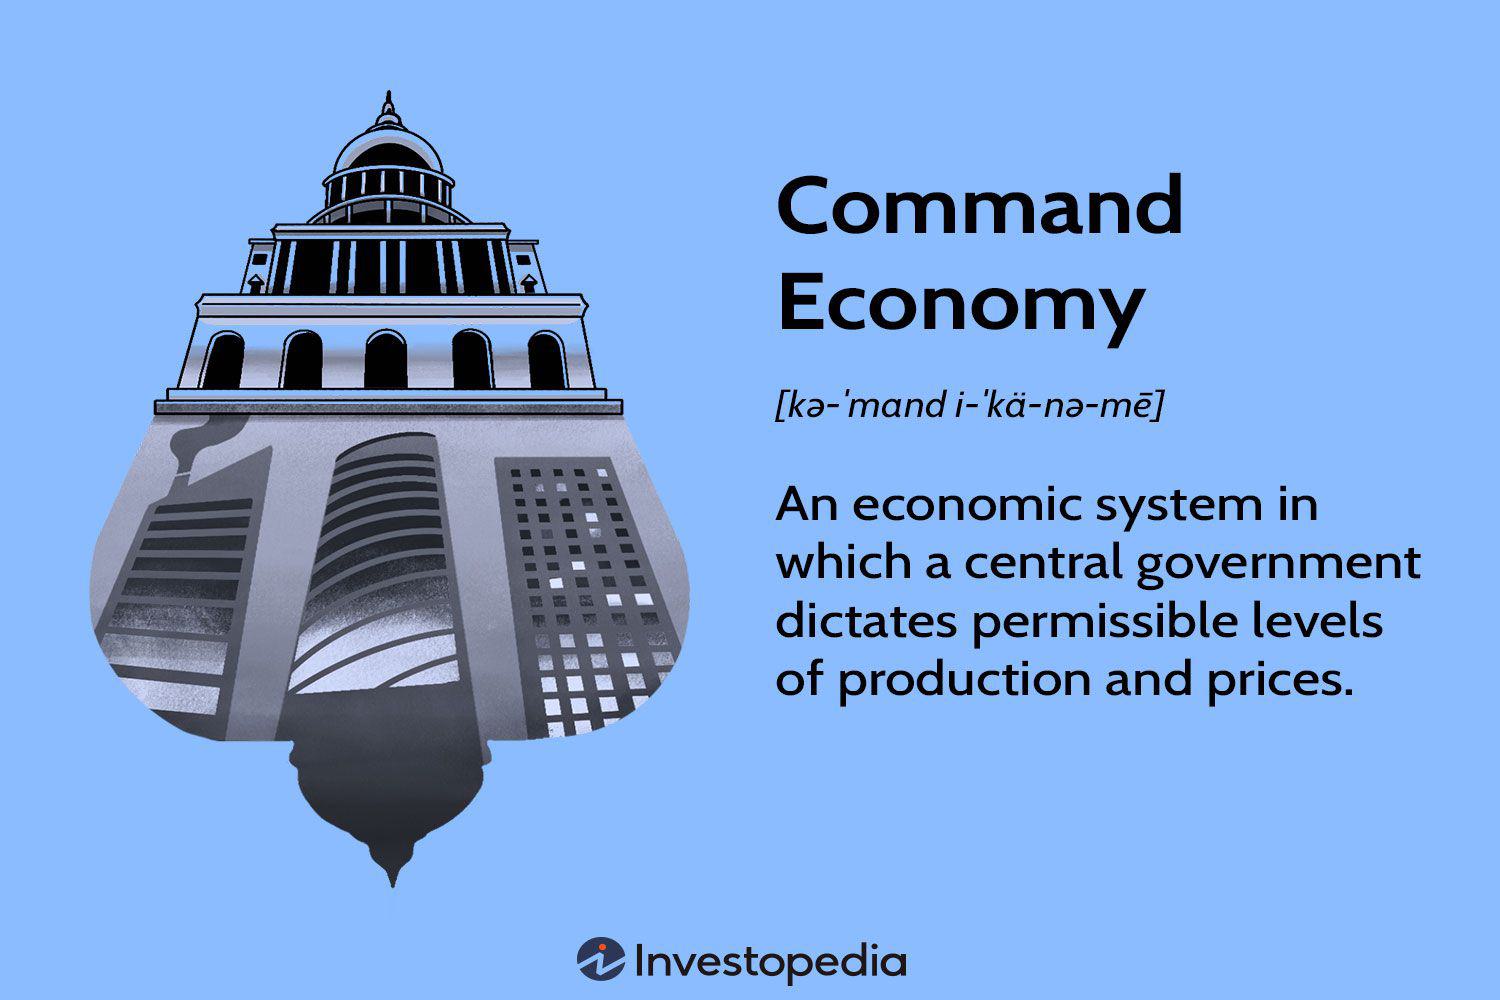 Command
Economy
[kə-ˈmand i-ˈkä-nə-mē]
An economic system in
which a central government
dictates permissible levels
of production and prices.
Investopedia